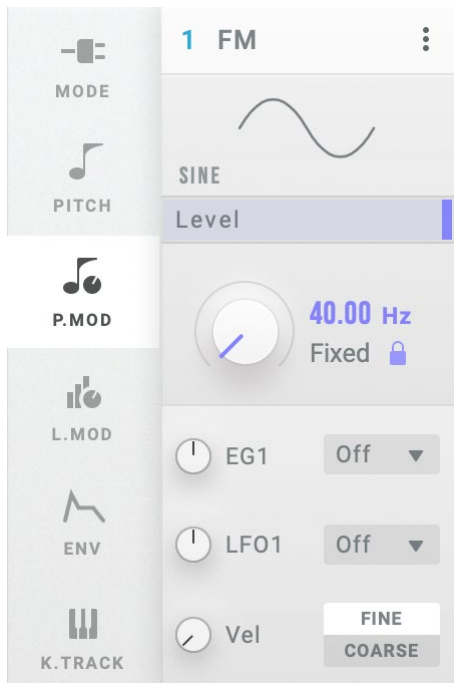 MODE
PITCH
P.MOD
L.MOD
ENV
K.TRACK
1 FM
SINE
Level
40.00 Hz
Fixed
EG1 Off
LFO1 Off
Vel
FINE
COARSE